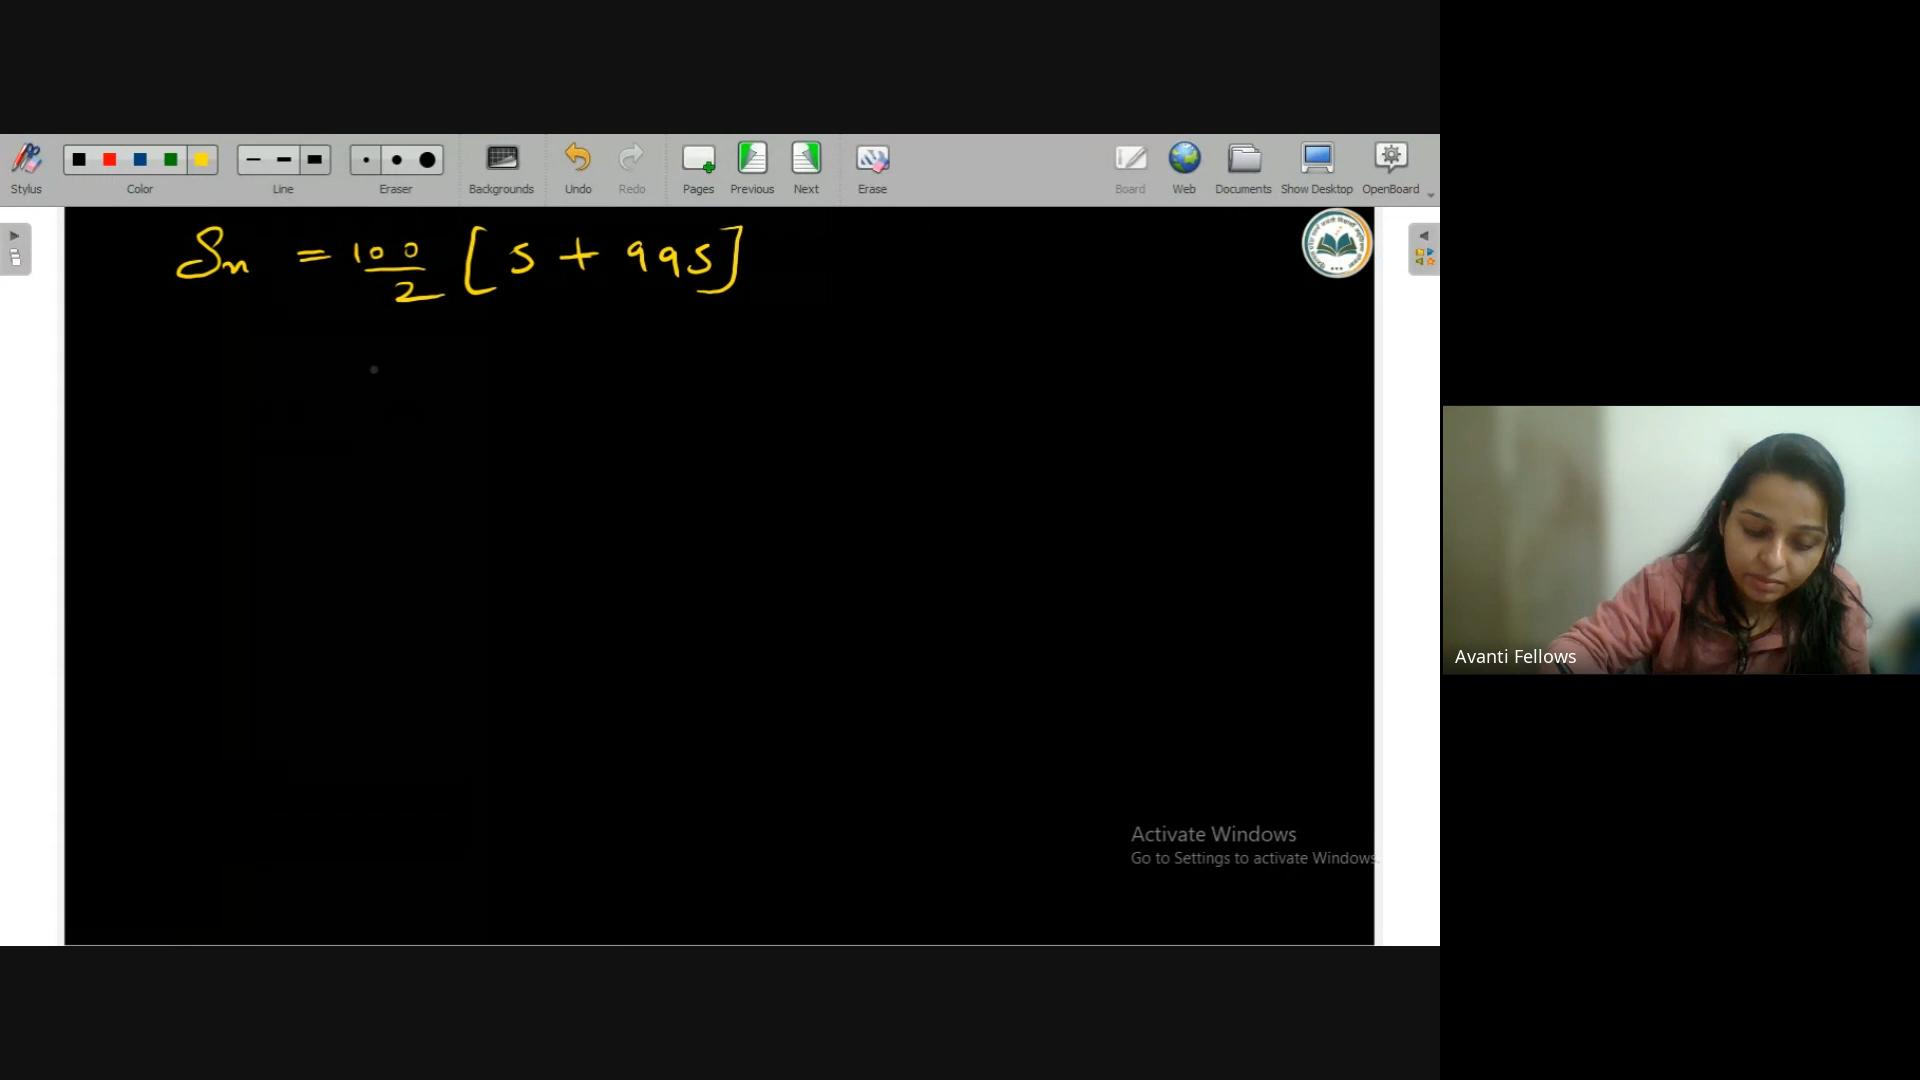 Stylus Color Line Eraser Backgrounds Undo Redo Pages Previous Next Erase Board Web Documents Show Desktop OpenBoard
Sn = 100/2 [5 + 995]
Avanti Fellows
Activate Windows
Go to Settings to activate Windows.